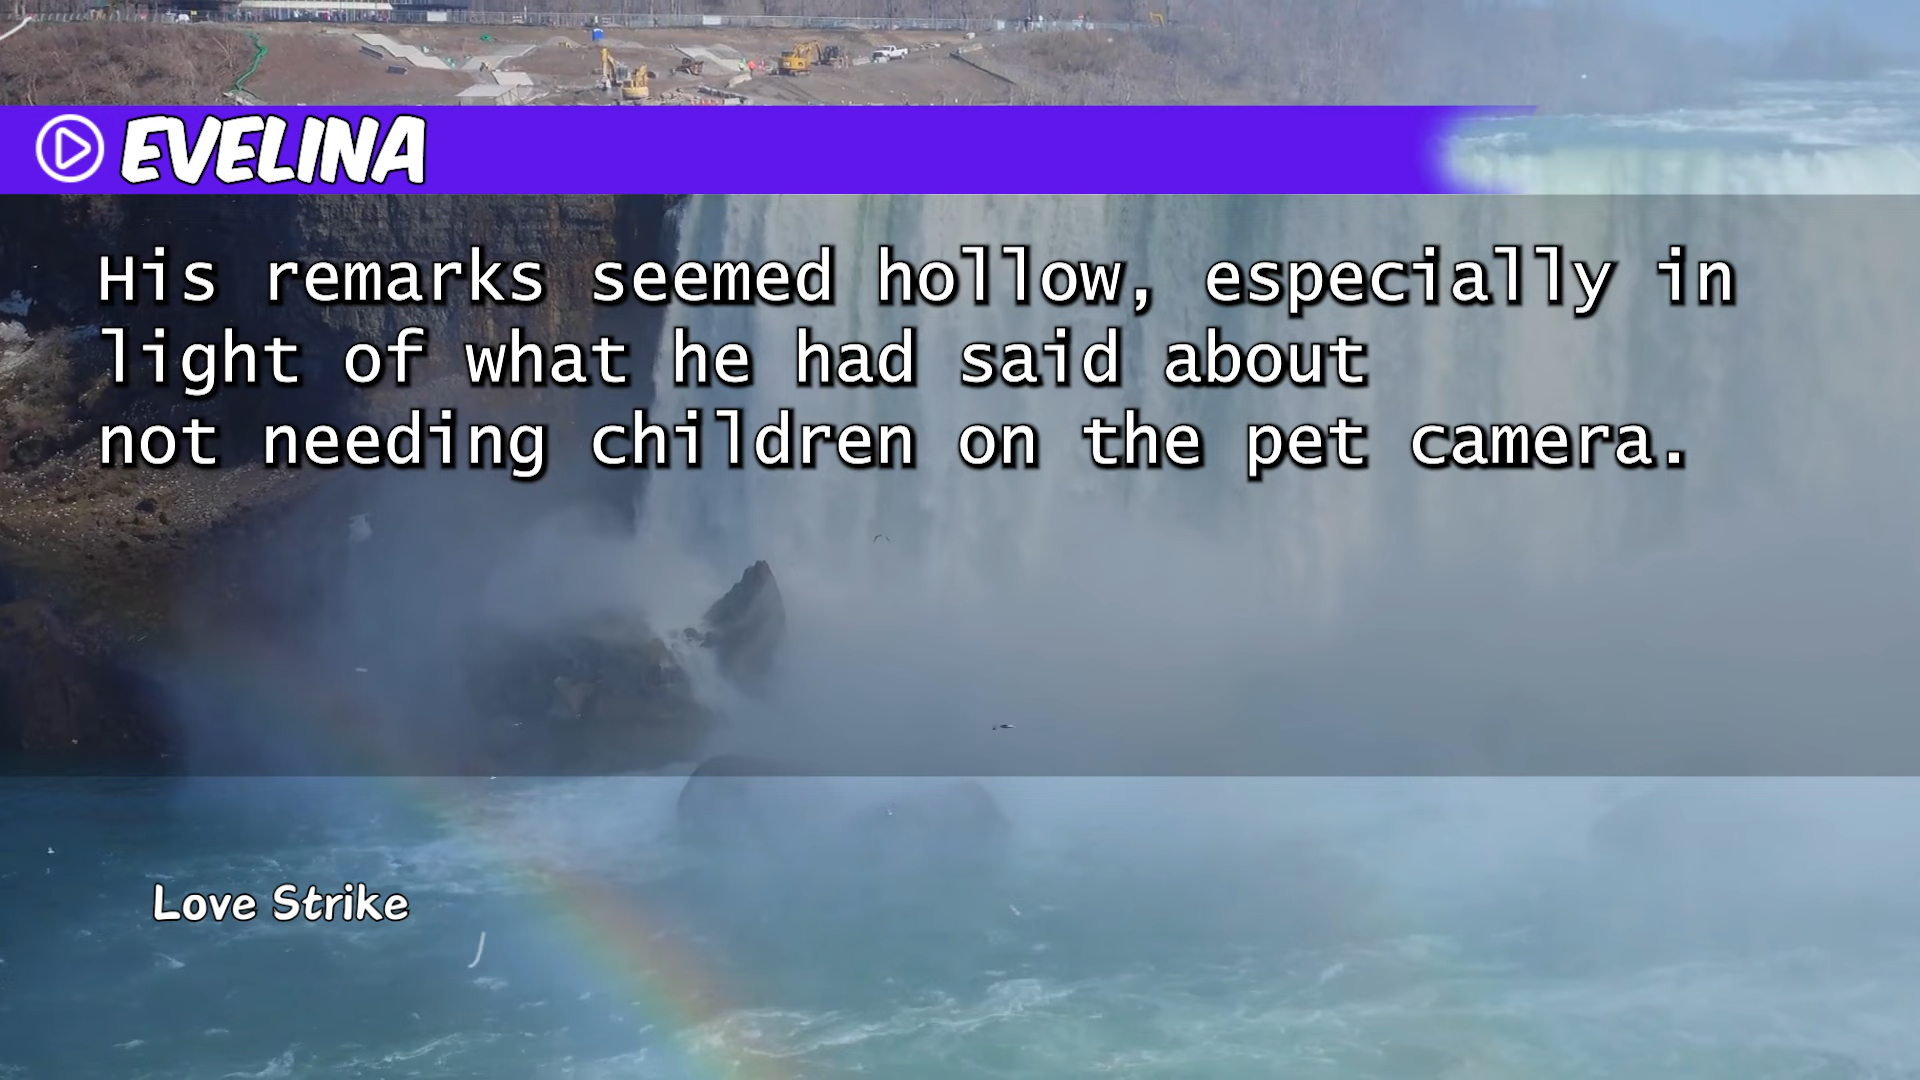 EVELINA
His remarks seemed hollow, especially in
light of what he had said about
not needing children on the pet camera.
Love Strike